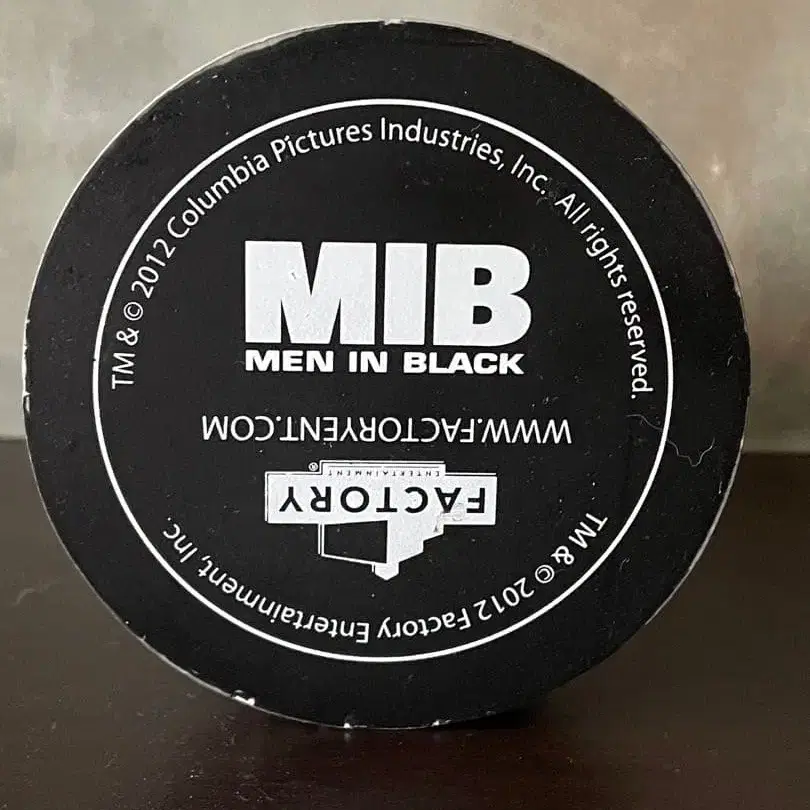 TM & © 2012 Columbia Pictures Industries, Inc. All rights reserved.
MIB
MEN IN BLACK
WWW.FACTORYENT.COM
FACTORY
ENTERTAINMENT®
TM & © 2012 Factory Entertainment, Inc.